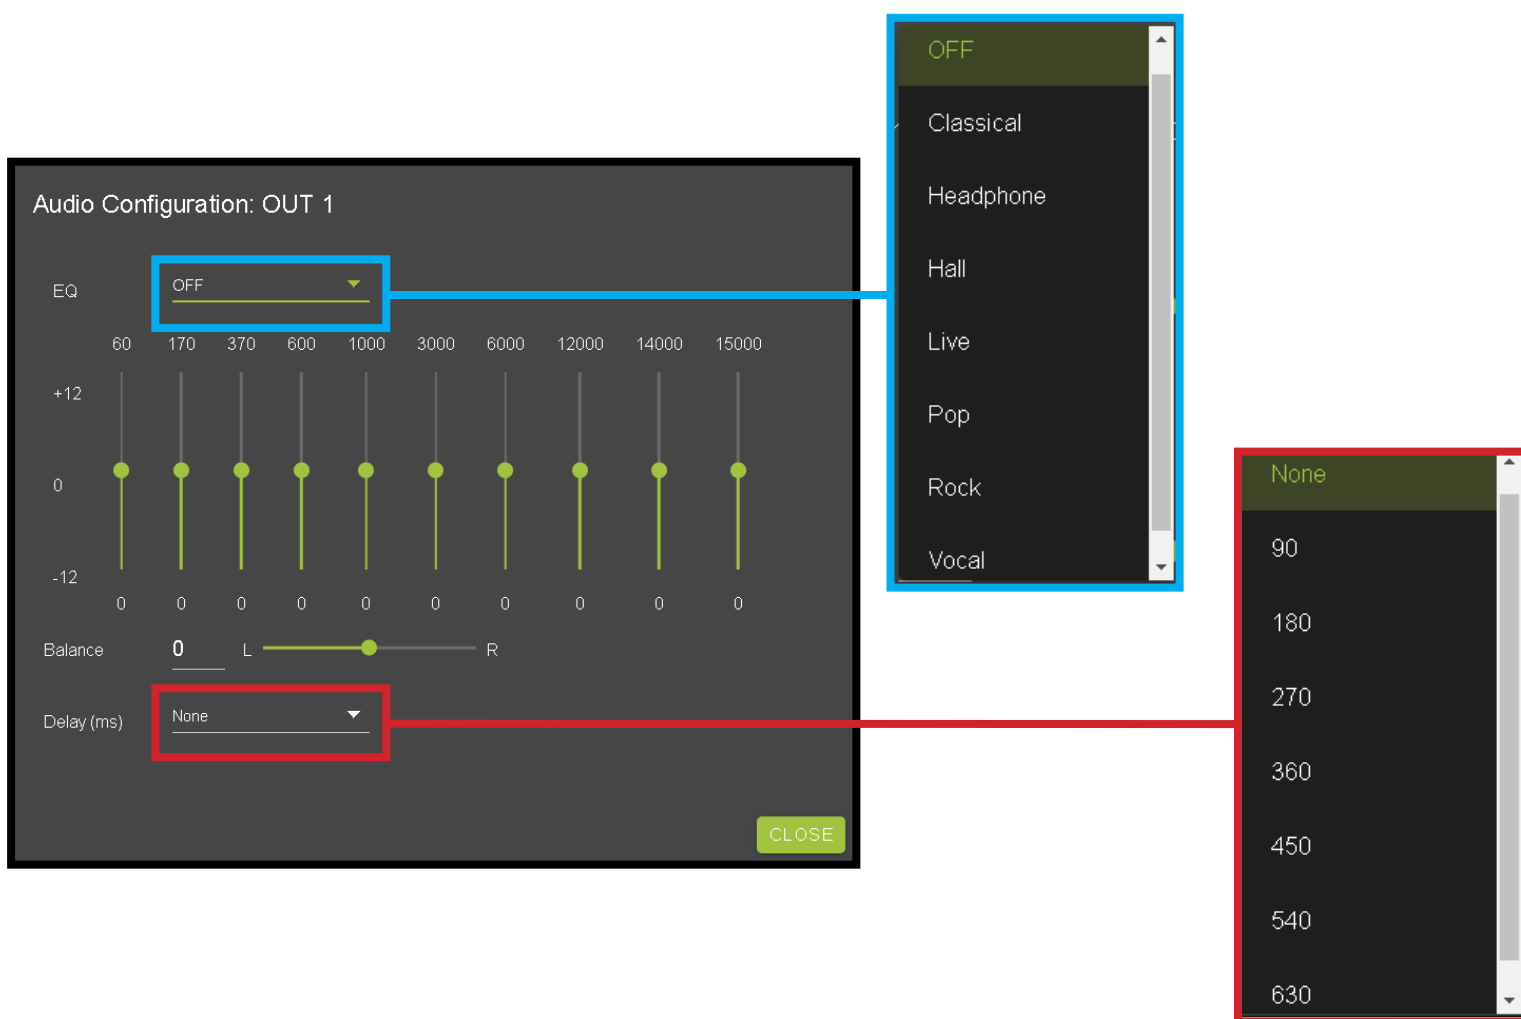 Audio Configuration: OUT 1
EQ
OFF
60 170 370 600 1000 3000 6000 12000 14000 15000
+12
0
-12
0 0 0 0 0 0 0 0 0 0
Balance 0 L R
Delay (ms) None
CLOSE
OFF
Classical
Headphone
Hall
Live
Pop
Rock
Vocal
None
90
180
270
360
450
540
630